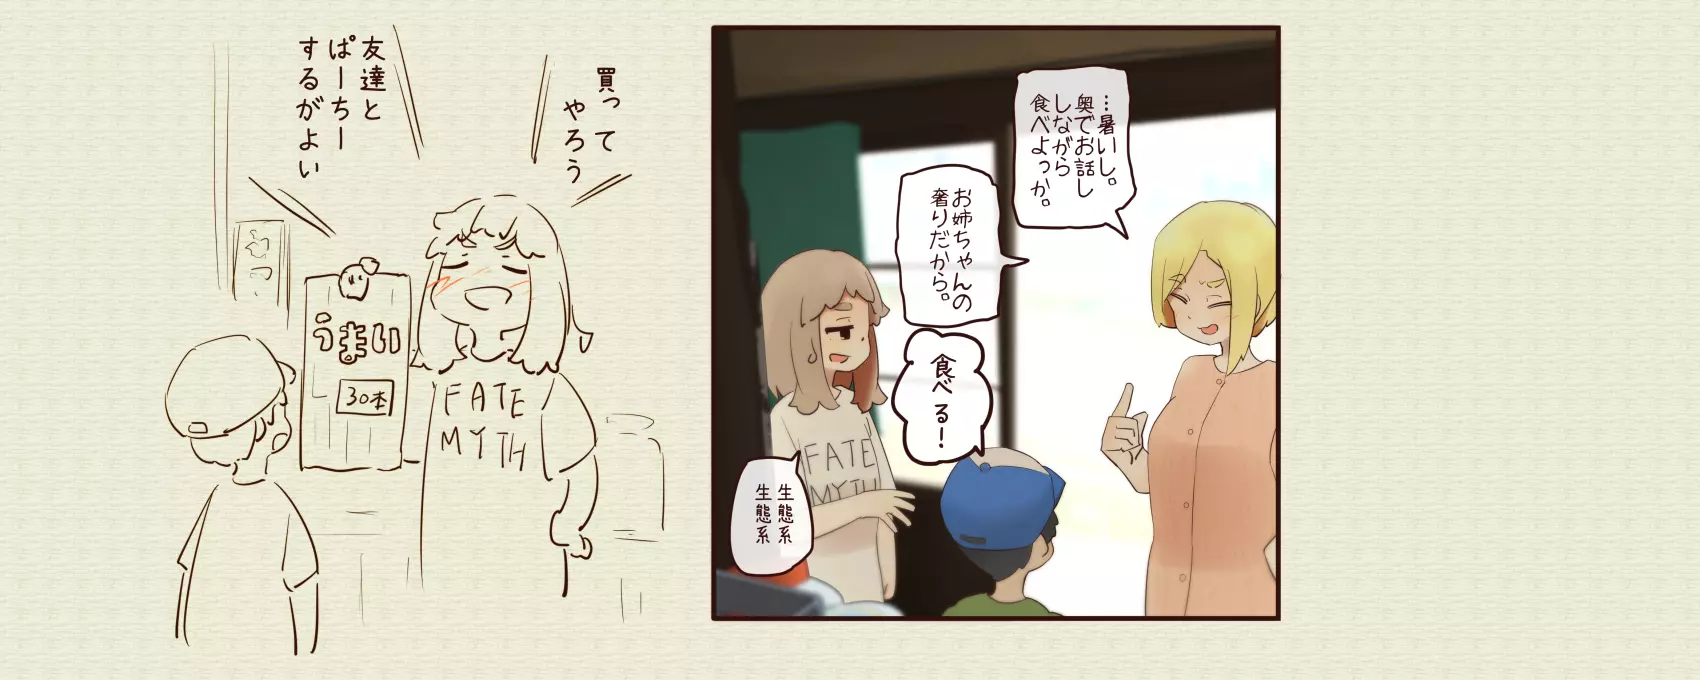 買って
やろう
友達と
ぱーちー
するがよい
うまい
30本
FATE
MYTH
…暑いし。
奥でお話し
しながら
食べよっか。
お姉ちゃんの
奢りだから。
食べる！
FATE
MYTH
生態系
生態系